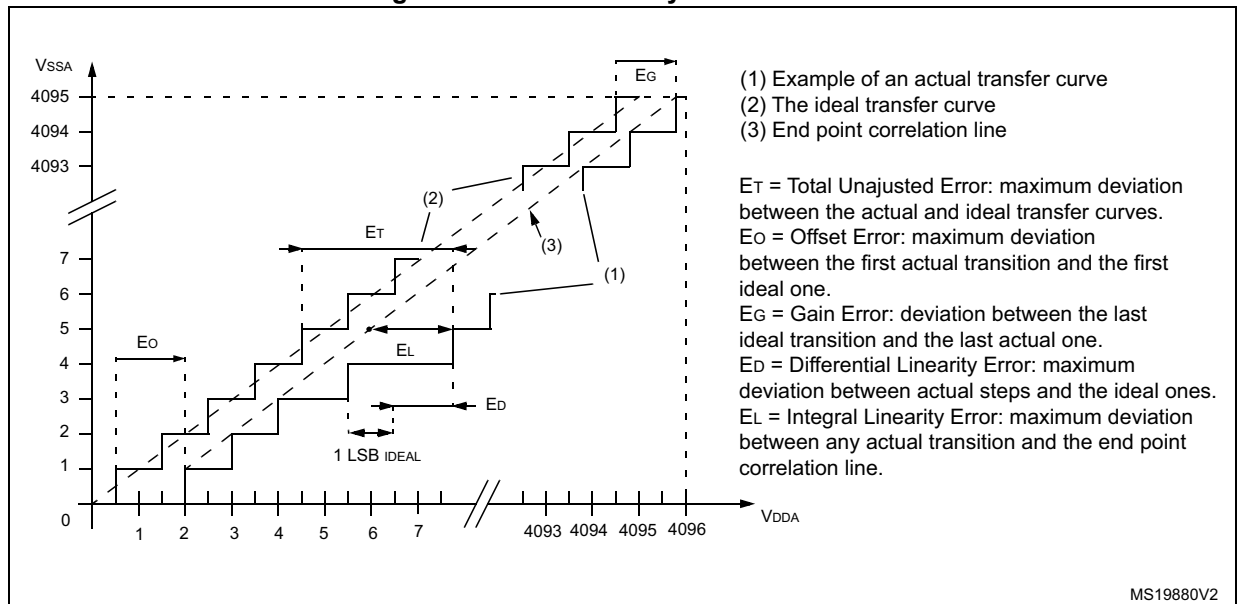 VSSA
EG
4095
4094
4093
(2)
ET
(3)
(1)
7
6
5
4
3
2
1
0
EO
EL
ED
1 LSB IDEAL
1 2 3 4 5 6 7 4093 4094 4095 4096
VDDA
(1) Example of an actual transfer curve
(2) The ideal transfer curve
(3) End point correlation line
ET = Total Unajusted Error: maximum deviation
between the actual and ideal transfer curves.
EO = Offset Error: maximum deviation
between the first actual transition and the first
ideal one.
EG = Gain Error: deviation between the last
ideal transition and the last actual one.
ED = Differential Linearity Error: maximum
deviation between actual steps and the ideal ones.
EL = Integral Linearity Error: maximum deviation
between any actual transition and the end point
correlation line.
MS19880V2